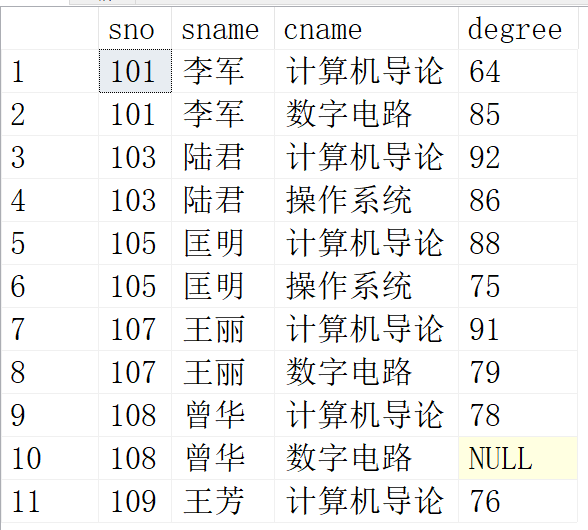 sno sname cname degree
1 101 李军 计算机导论 64
2 101 李军 数字电路 85
3 103 陆君 计算机导论 92
4 103 陆君 操作系统 86
5 105 匡明 计算机导论 88
6 105 匡明 操作系统 75
7 107 王丽 计算机导论 91
8 107 王丽 数字电路 79
9 108 曾华 计算机导论 78
10 108 曾华 数字电路 NULL
11 109 王芳 计算机导论 76